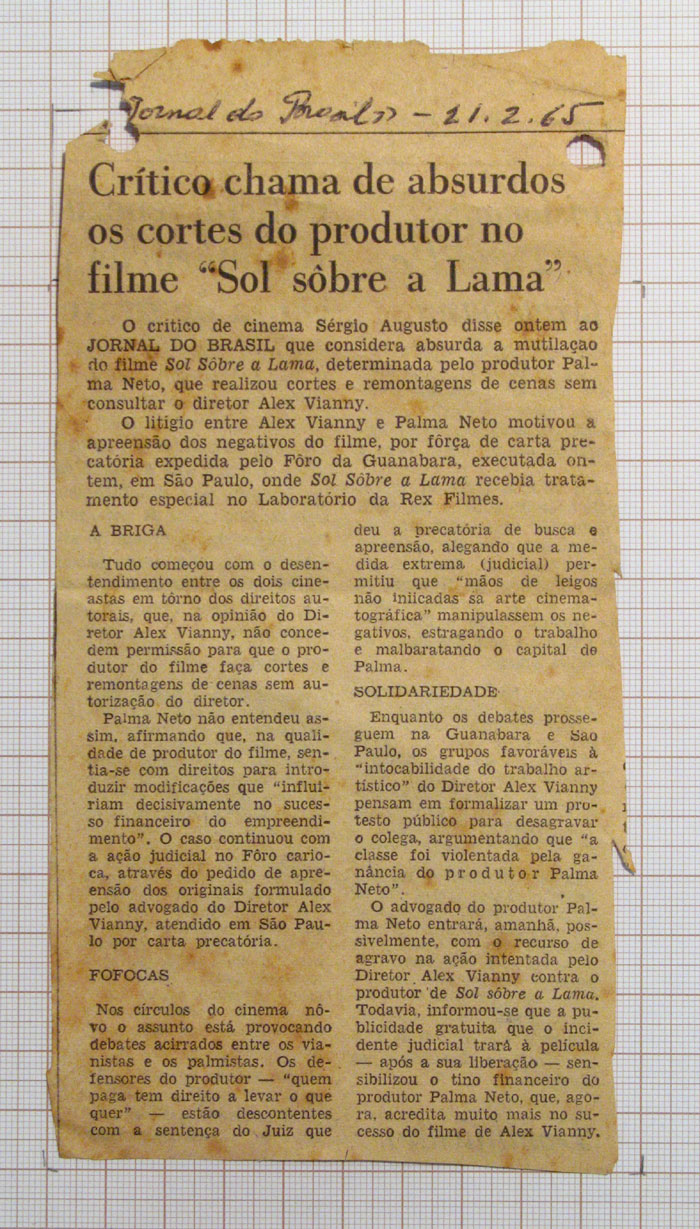 Jornal do Brasil - 21.2.65
Crítico chama de absurdos
os cortes do produtor no
filme “Sol sôbre a Lama”
O crítico de cinema Sérgio Augusto disse ontem ao
JORNAL DO BRASIL que considera absurda a mutilação
do filme Sol Sôbre a Lama, determinada pelo produtor Pal-
ma Neto, que realizou cortes e remontagens de cenas sem
consultar o diretor Alex Vianny.
O litígio entre Alex Vianny e Palma Neto motivou a
apreensão dos negativos do filme, por fôrça de carta pre-
catória expedida pelo Fôro da Guanabara, executada on-
tem, em São Paulo, onde Sol Sôbre a Lama recebia trata-
mento especial no Laboratório da Rex Filmes.
A BRIGA
Tudo começou com o desen-
tendimento entre os dois cine-
astas em tôrno dos direitos au-
torais, que, na opinião do Di-
retor Alex Vianny, não conce-
dem permissão para que o pro-
dutor do filme faça cortes e
remontagens de cenas sem au-
torização do diretor.
Palma Neto não entendeu as-
sim, afirmando que, na quali-
dade de produtor do filme, sen-
tia-se com direitos para intro-
duzir modificações que “influi-
riam decisivamente no suces-
so financeiro do empreendi-
mento”. O caso continuou com
a ação judicial no Fôro cario-
ca, através do pedido de apre-
ensão dos originais formulado
pelo advogado do Diretor Alex
Vianny, atendido em São Pau-
lo por carta precatória.
FOFOCAS
Nos círculos do cinema nô-
vo o assunto está provocando
debates acirrados entre os via-
nistas e os palmistas. Os de-
fensores do produtor — “quem
paga tem direito a levar o que
quer” — estão descontentes
com a sentença do Juiz que
deu a precatória de busca e
apreensão, alegando que a me-
dida extrema (judicial) per-
mitiu que “mãos de leigos
não iniicadas sa arte cinema-
tográfica” manipulassem os ne-
gativos, estragando o trabalho
e malbaratando o capital de
Palma.
SOLIDARIEDADE
Enquanto os debates prosse-
guem na Guanabara e São
Paulo, os grupos favoráveis à
“intocabilidade do trabalho ar-
tístico” do Diretor Alex Vianny
pensam em formalizar um pro-
testo público para desagravar
o colega, argumentando que “a
classe foi violentada pela ga-
nância do produtor Palma
Neto”.
O advogado do produtor Pal-
ma Neto entrará, amanhã, pos-
sivelmente, com o recurso de
agravo na ação intentada pelo
Diretor Alex Vianny contra o
produtor de Sol sôbre a Lama.
Todavia, informou-se que a pu-
blicidade gratuita que o inci-
dente judicial trará à película
— após a sua liberação — sen-
sibilizou o tino financeiro do
produtor Palma Neto, que, ago-
ra, acredita muito mais no su-
cesso do filme de Alex Vianny.